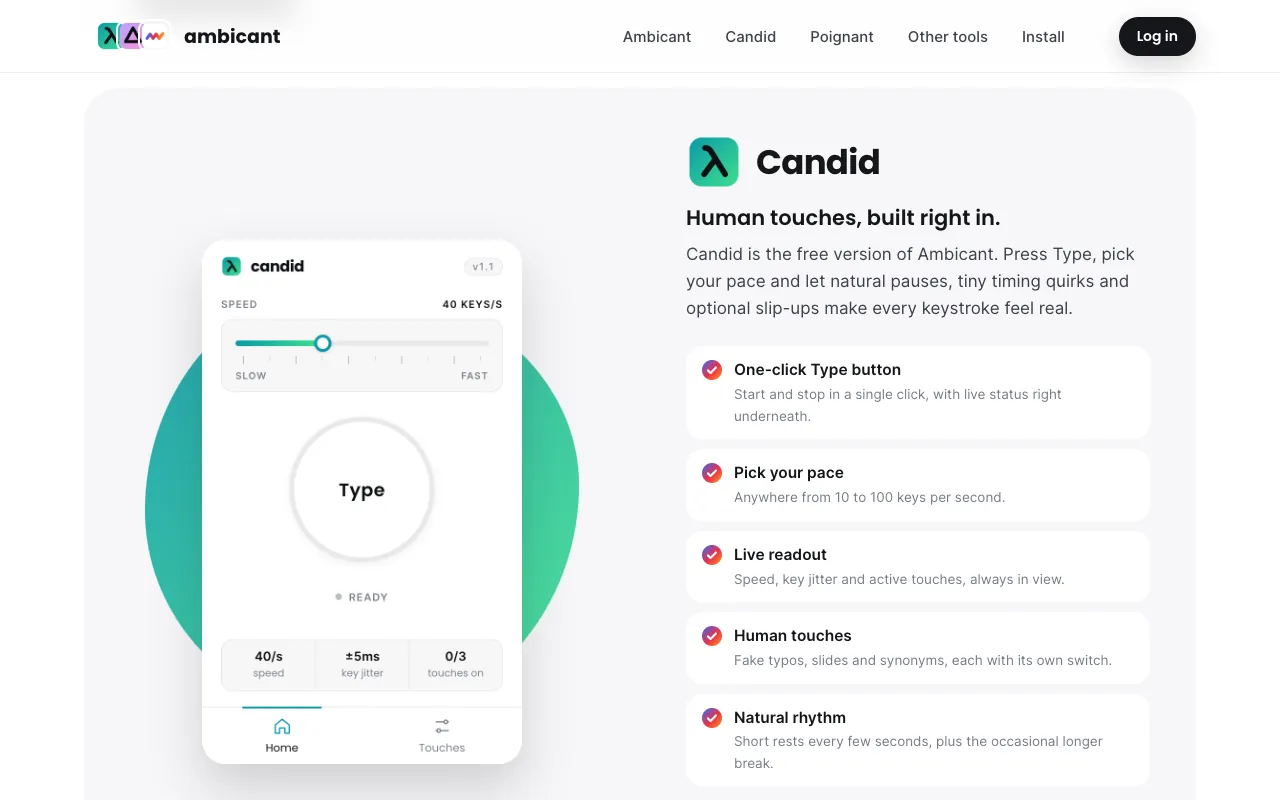 ambicant
Ambicant
Candid
Poignant
Other tools
Install
Log in
candid
v1.1
SPEED
40 KEYS/S
SLOW
FAST
Type
READY
40/s
speed
±5ms
key jitter
0/3
touches on
Home
Touches
Candid
Human touches, built right in.
Candid is the free version of Ambicant. Press Type, pick
your pace and let natural pauses, tiny timing quirks and
optional slip-ups make every keystroke feel real.
One-click Type button
Start and stop in a single click, with live status right
underneath.
Pick your pace
Anywhere from 10 to 100 keys per second.
Live readout
Speed, key jitter and active touches, always in view.
Human touches
Fake typos, slides and synonyms, each with its own switch.
Natural rhythm
Short rests every few seconds, plus the occasional longer
break.